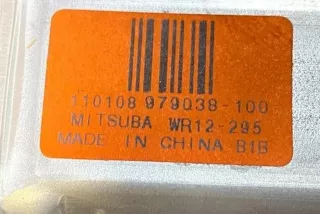 110108 979038-100
MITSUBA WR12-295
MADE IN CHINA B1B